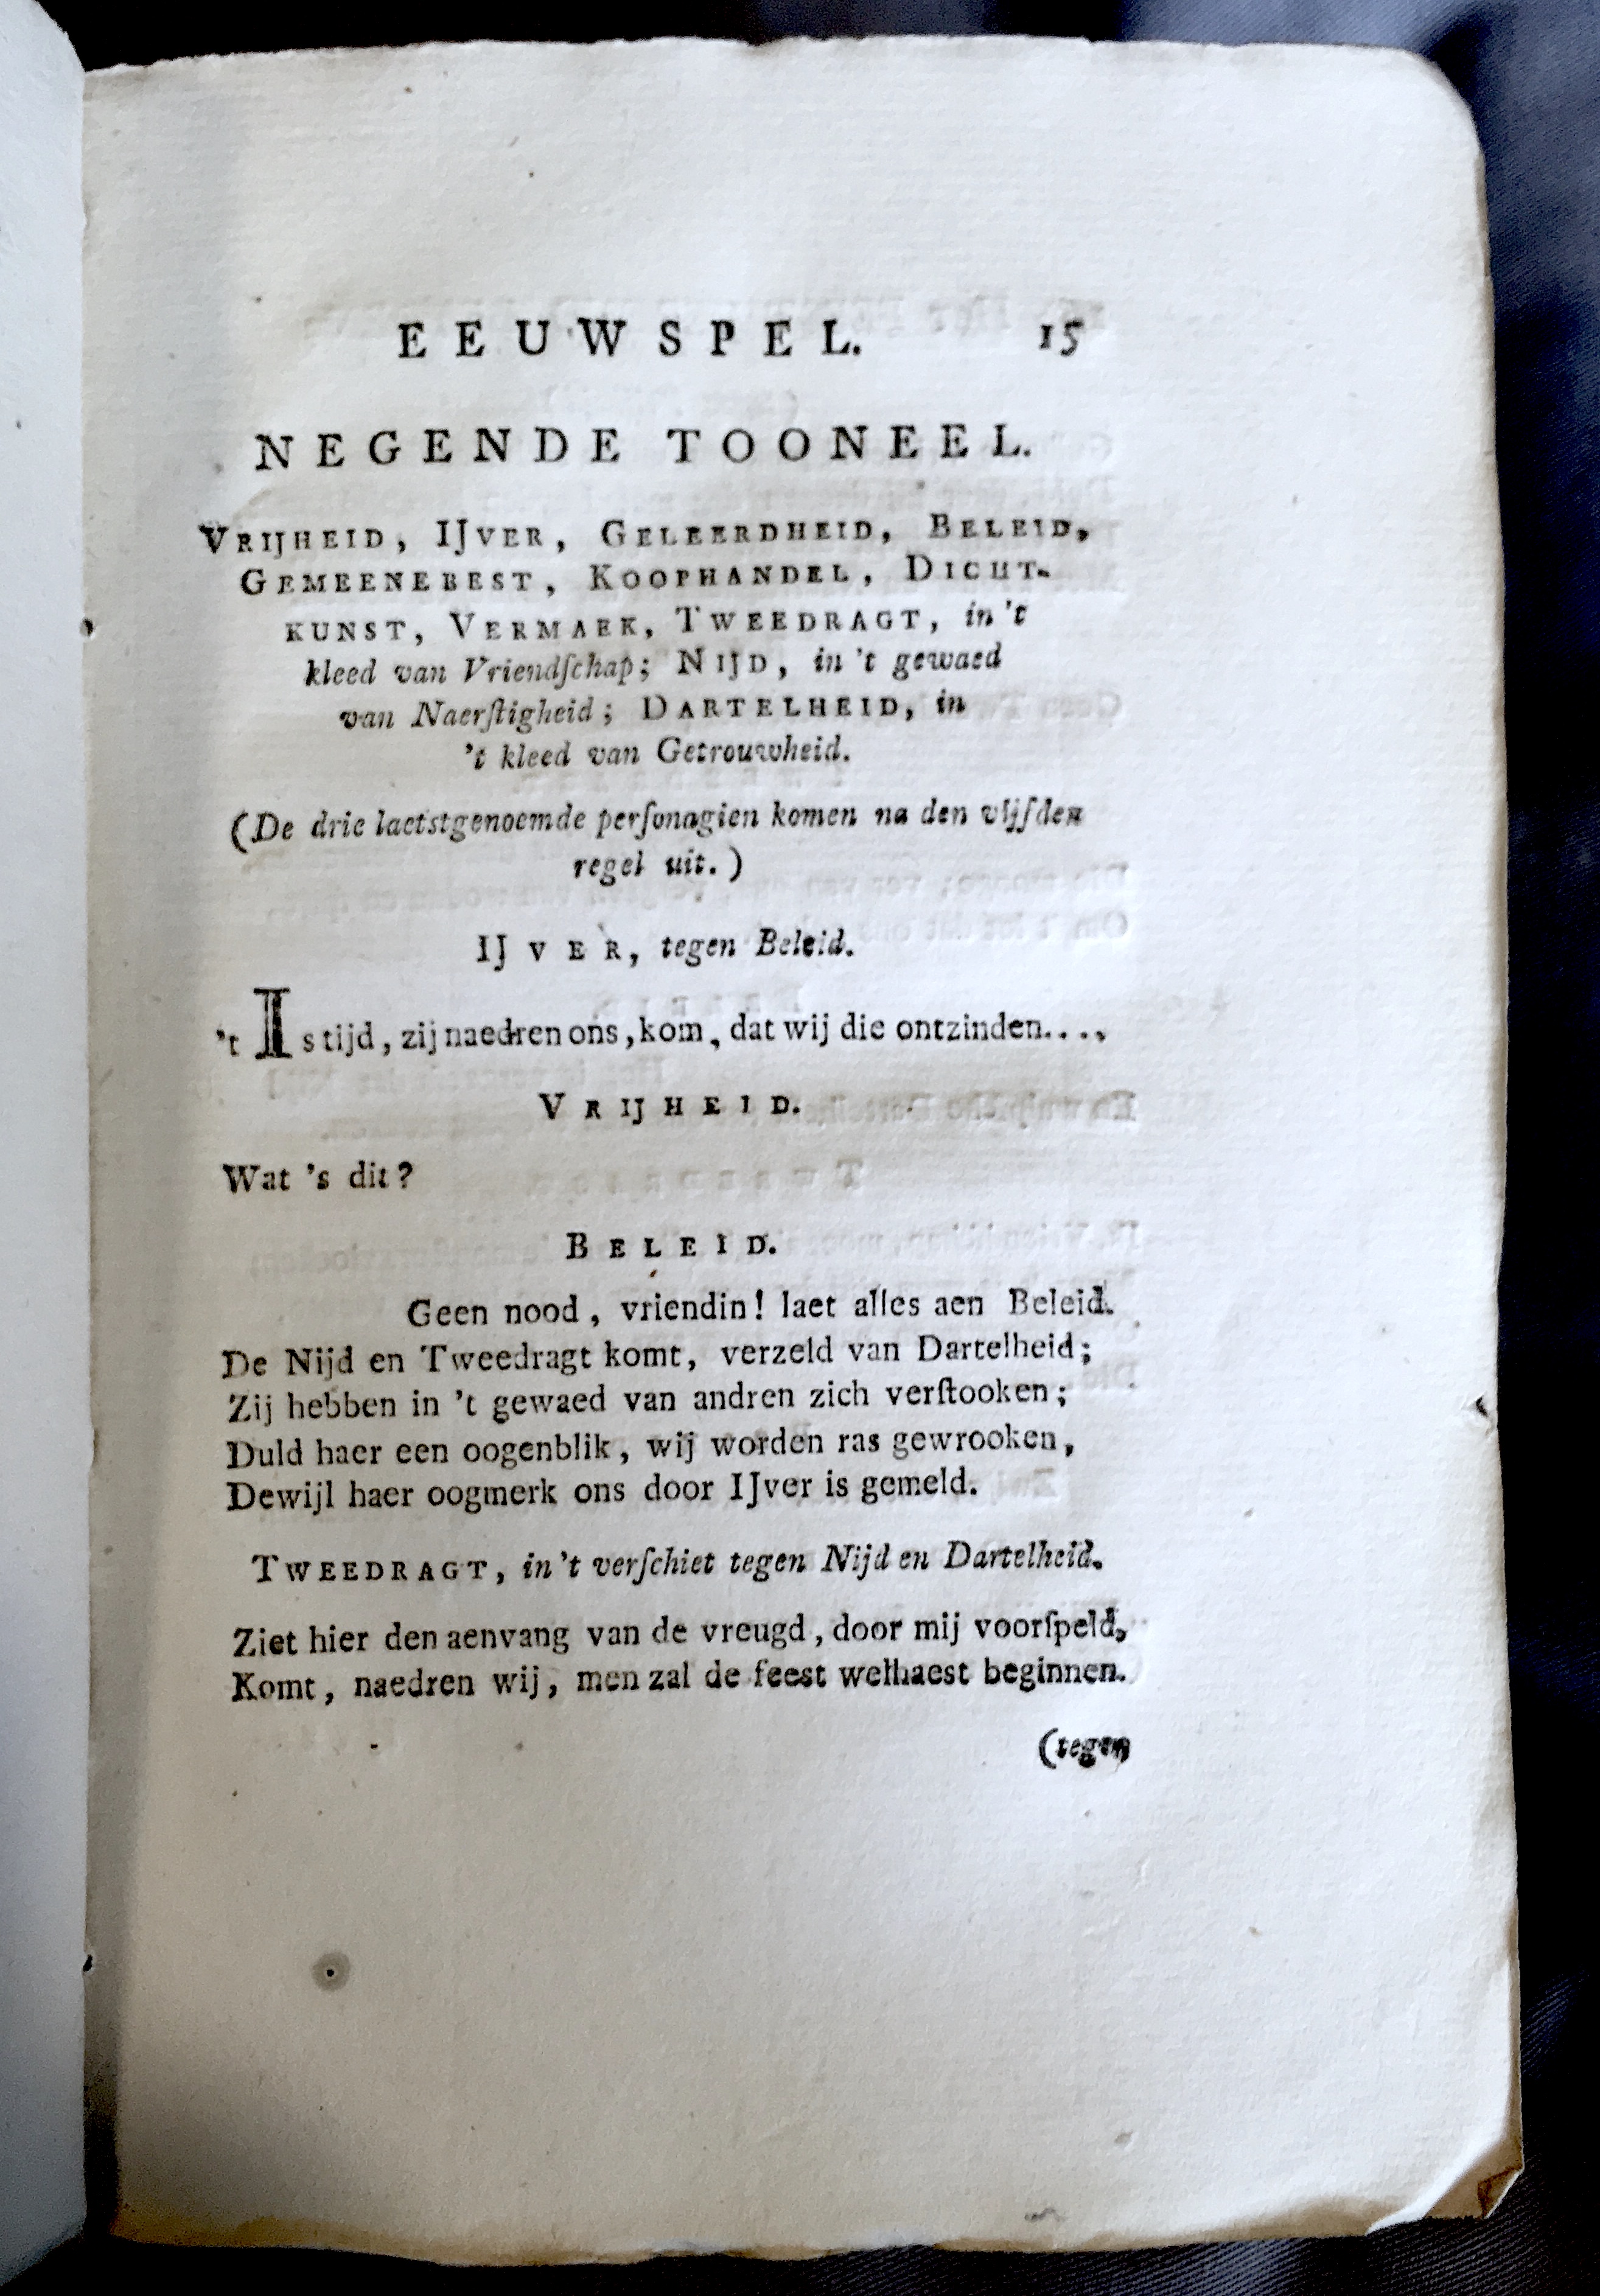 EEUWSPEL. 15
NEGENDE TOONEEL.
VRIJHEID, IJVER, GELEERDHEID, BELEID,
GEMEENEBEST, KOOPHANDEL, DICHT-
KUNST, VERMAEK, TWEEDRAGT, in 't
kleed van Vriendſchap; NIJD, in 't gewaed
van Naerſtigheid; DARTELHEID, in
't kleed van Getrouwheid.
(De drie laetstgenoemde perſonagien komen na den vijfden
regel uit.)
IJVER, tegen Beleid.
't Is tijd, zij naedren ons, kom, dat wij die ontzinden....
VRIJHEID.
Wat 's dit?
BELEID.
Geen nood, vriendin! laet alles aen Beleid.
De Nijd en Tweedragt komt, verzeld van Dartelheid;
Zij hebben in 't gewaed van andren zich verſtooken;
Duld haer een oogenblik, wij worden ras gewrooken,
Dewijl haer oogmerk ons door IJver is gemeld.
TWEEDRAGT, in 't verſchiet tegen Nijd en Dartelheid.
Ziet hier den aenvang van de vreugd, door mij voorſpeld,
Komt, naedren wij, men zal de feest welhaest beginnen.
(tegen